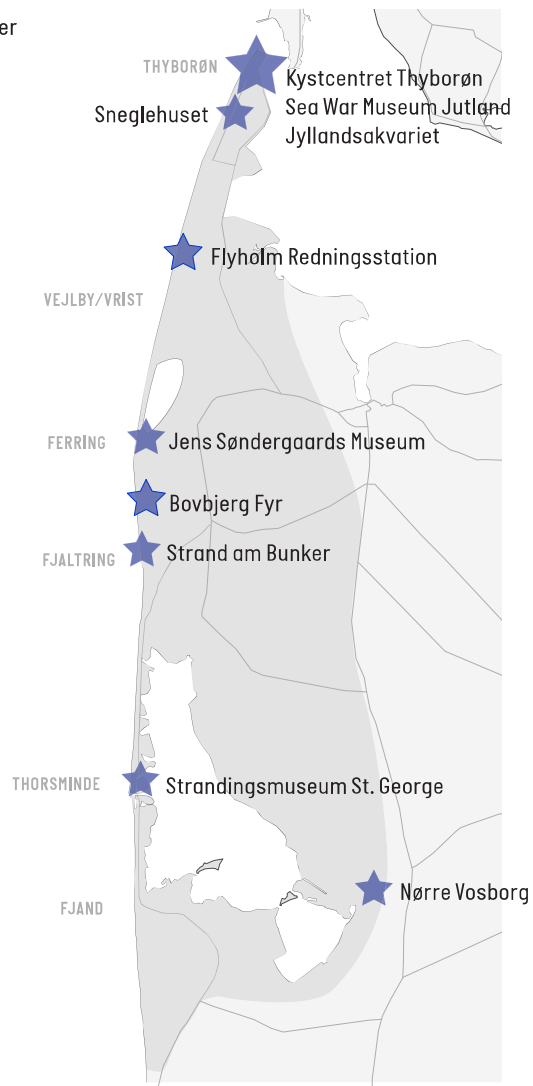 er
THYBORØN
Kystcentret Thyborøn
Sea War Museum Jutland
Jyllandsakvariet
Sneglehuset
Flyholm Redningsstation
VEJLBY/VRIST
FERRING
Jens Søndergaards Museum
Bovbjerg Fyr
FJALTRING
Strand am Bunker
THORSMINDE
Strandingsmuseum St. George
Nørre Vosborg
FJAND